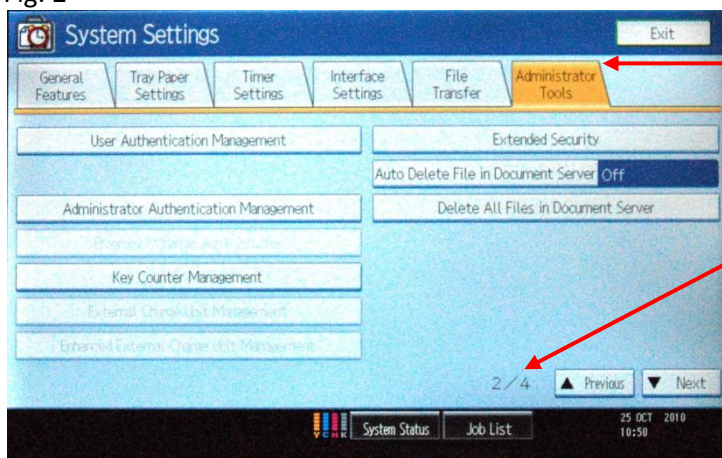 System Settings
Exit
General
Features
Tray Paper
Settings
Timer
Settings
Interface
Settings
File
Transfer
Administrator
Tools
User Authentication Management
Extended Security
Auto Delete File in Document Server Off
Administrator Authentication Management
Delete All Files in Document Server
Key Counter Management
External Charge Unit Management
Enhanced External Charge Unit Management
2/4
▲ Previous
▼ Next
Y C M K
System Status
Job List
25 OCT 2010
10:50